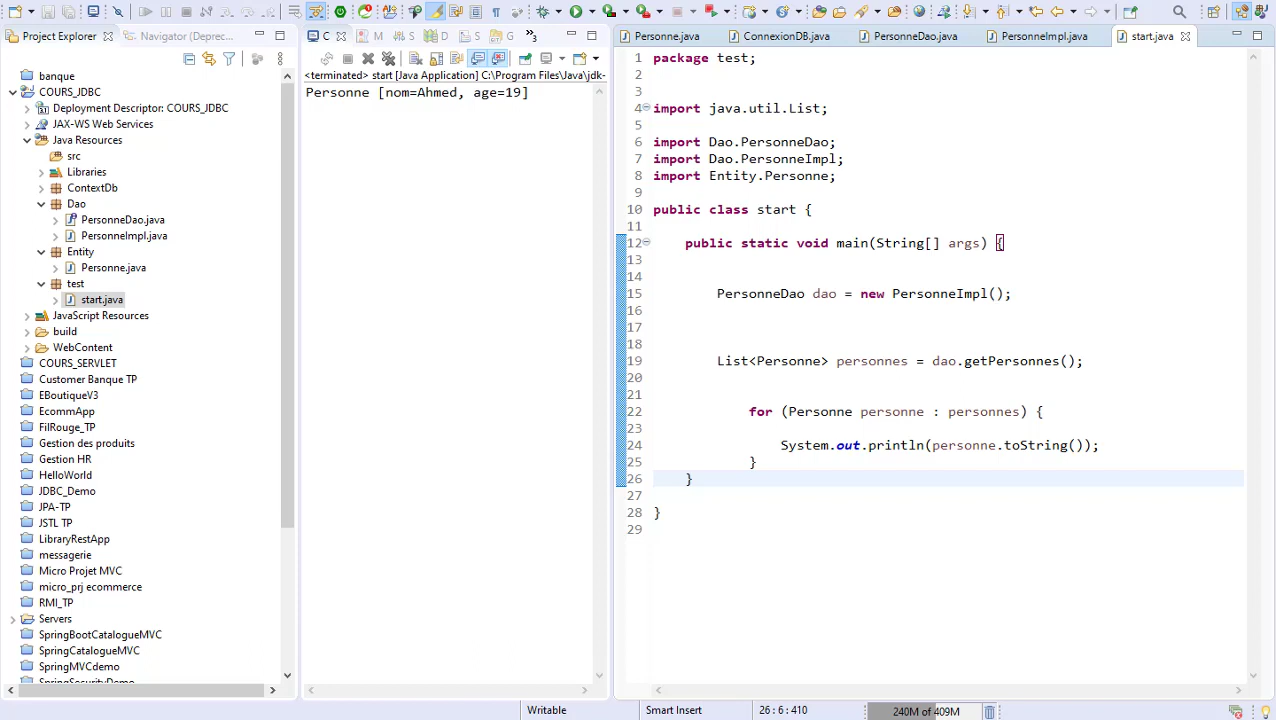 Project Explorer
Navigator (Deprec...
C
M
S
D
S
G
»3
Personne.java
ConnexionDB.java
PersonneDao.java
PersonneImpl.java
start.java
banque
COURS_JDBC
Deployment Descriptor: COURS_JDBC
JAX-WS Web Services
Java Resources
src
Libraries
ContextDb
Dao
PersonneDao.java
PersonneImpl.java
Entity
Personne.java
test
start.java
JavaScript Resources
build
WebContent
COURS_SERVLET
Customer Banque TP
EBoutiqueV3
EcommApp
FilRouge_TP
Gestion des produits
Gestion HR
HelloWorld
JDBC_Demo
JPA-TP
JSTL TP
LibraryRestApp
messagerie
Micro Projet MVC
micro_prj ecommerce
RMI_TP
Servers
SpringBootCatalogueMVC
SpringCatalogueMVC
SpringMVCdemo
SpringSecurityDemo
<terminated> start [Java Application] C:\Program Files\Java\jdk-
Personne [nom=Ahmed, age=19]
1 package test;
2
3
4 import java.util.List;
5
6 import Dao.PersonneDao;
7 import Dao.PersonneImpl;
8 import Entity.Personne;
9
10 public class start {
11
12 public static void main(String[] args) {
13
14
15 PersonneDao dao = new PersonneImpl();
16
17
18
19 List<Personne> personnes = dao.getPersonnes();
20
21
22 for (Personne personne : personnes) {
23
24 System.out.println(personne.toString());
25 }
26 }
27
28 }
29
Writable
Smart Insert
26 : 6 : 410
240M of 409M